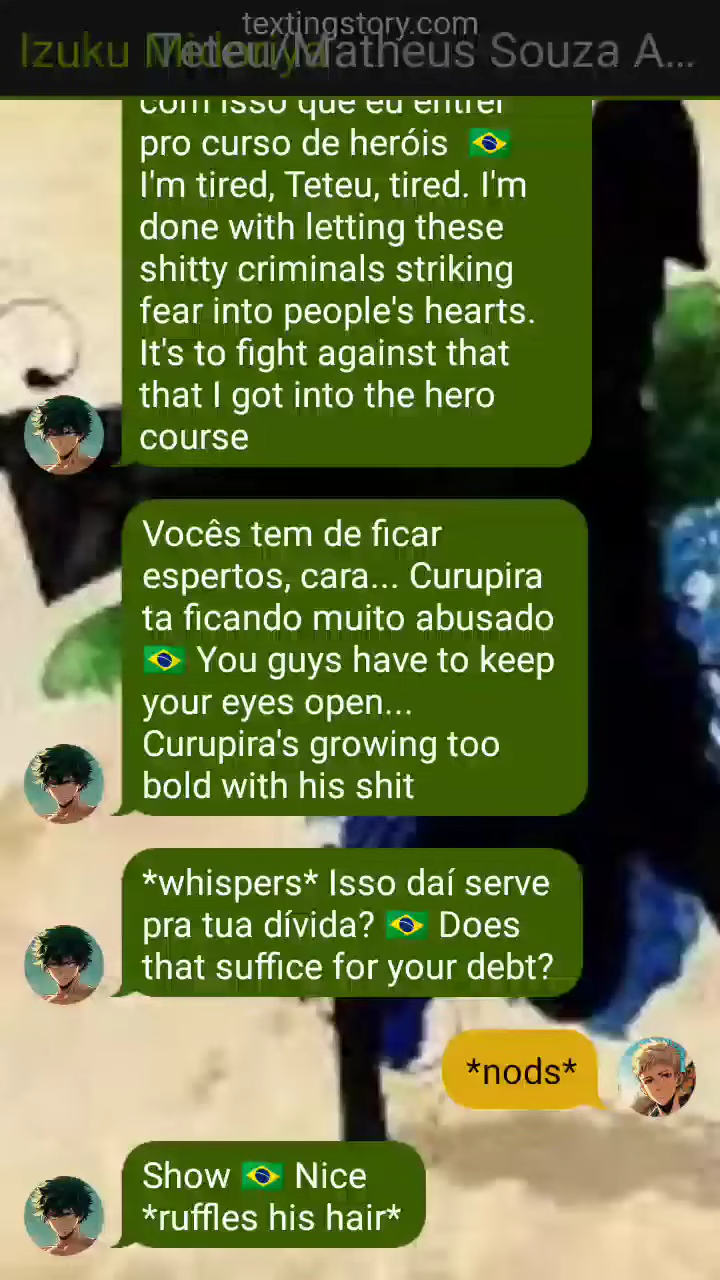 textingstory.com
Izuku Midoriya
Teteu/Matheus Souza A...
com isso que eu entrei
pro curso de heróis 🇧🇷
I'm tired, Teteu, tired. I'm
done with letting these
shitty criminals striking
fear into people's hearts.
It's to fight against that
that I got into the hero
course
Vocês tem de ficar
espertos, cara... Curupira
ta ficando muito abusado
🇧🇷 You guys have to keep
your eyes open...
Curupira's growing too
bold with his shit
*whispers* Isso daí serve
pra tua dívida? 🇧🇷 Does
that suffice for your debt?
*nods*
Show 🇧🇷 Nice
*ruffles his hair*